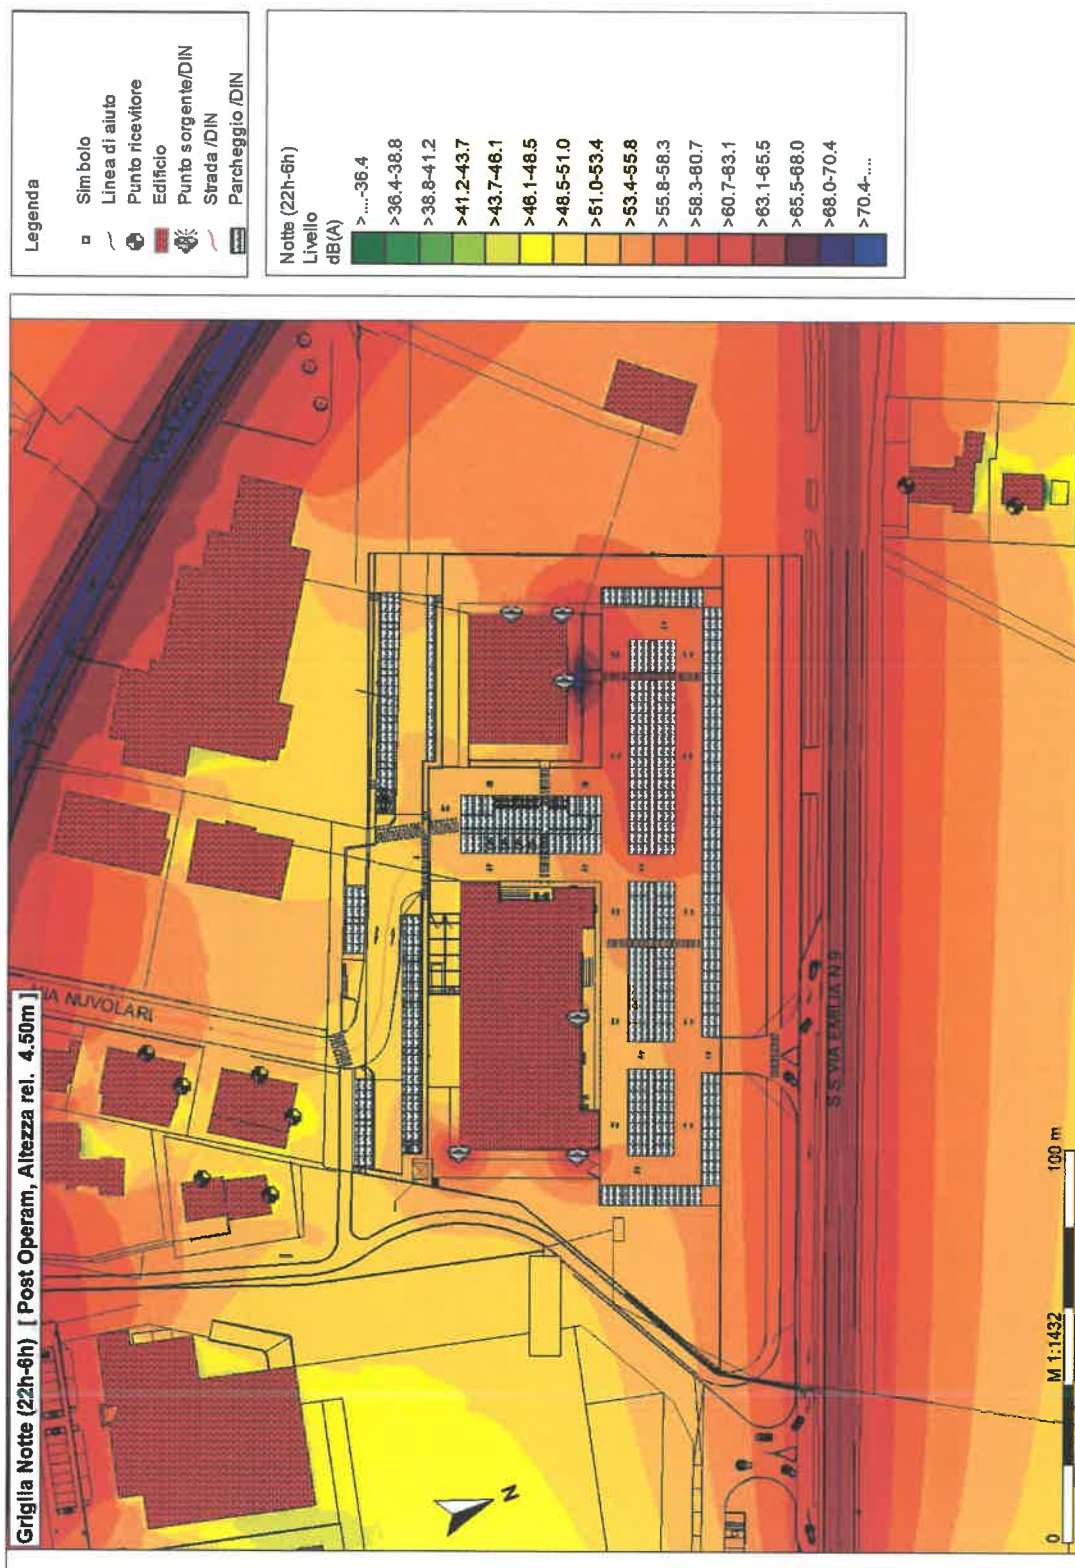 Griglia Notte (22h-6h) [ Post Operam, Altezza rel. 4.50m ]
Legenda
Simbolo
Linea di aiuto
Punto ricevitore
Edificio
Punto sorgente/DIN
Strada /DIN
Parcheggio /DIN
Notte (22h-6h)
Livello
dB(A)
>....-36.4
>36.4-38.8
>38.8-41.2
>41.2-43.7
>43.7-46.1
>46.1-48.5
>48.5-51.0
>51.0-53.4
>53.4-55.8
>55.8-58.3
>58.3-60.7
>60.7-63.1
>63.1-65.5
>65.5-68.0
>68.0-70.4
>70.4-....
IA NUVOLARI
S.S VIA EMILIA N 9
N
M 1:1432
0
100 m